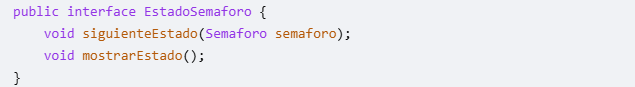 public interface EstadoSemaforo {
    void siguienteEstado(Semaforo semaforo);
    void mostrarEstado();
}